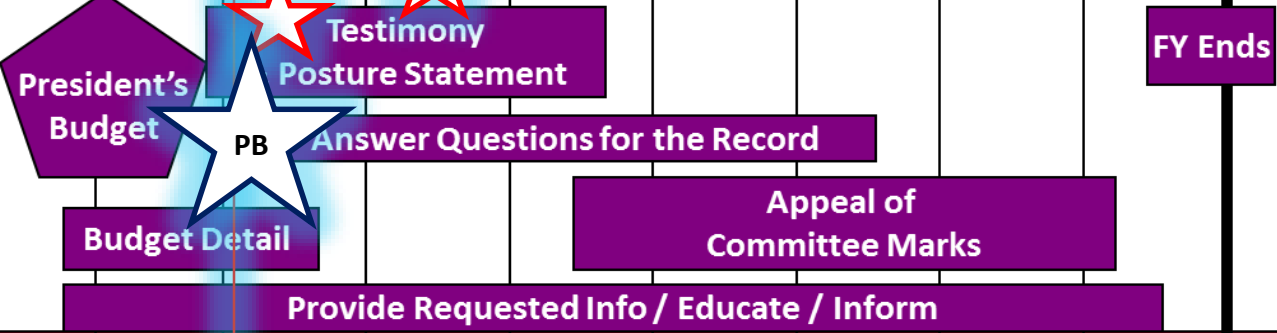 Testimony
Posture Statement
FY Ends
President's
Budget
PB
Answer Questions for the Record
Appeal of
Committee Marks
Budget Detail
Provide Requested Info / Educate / Inform